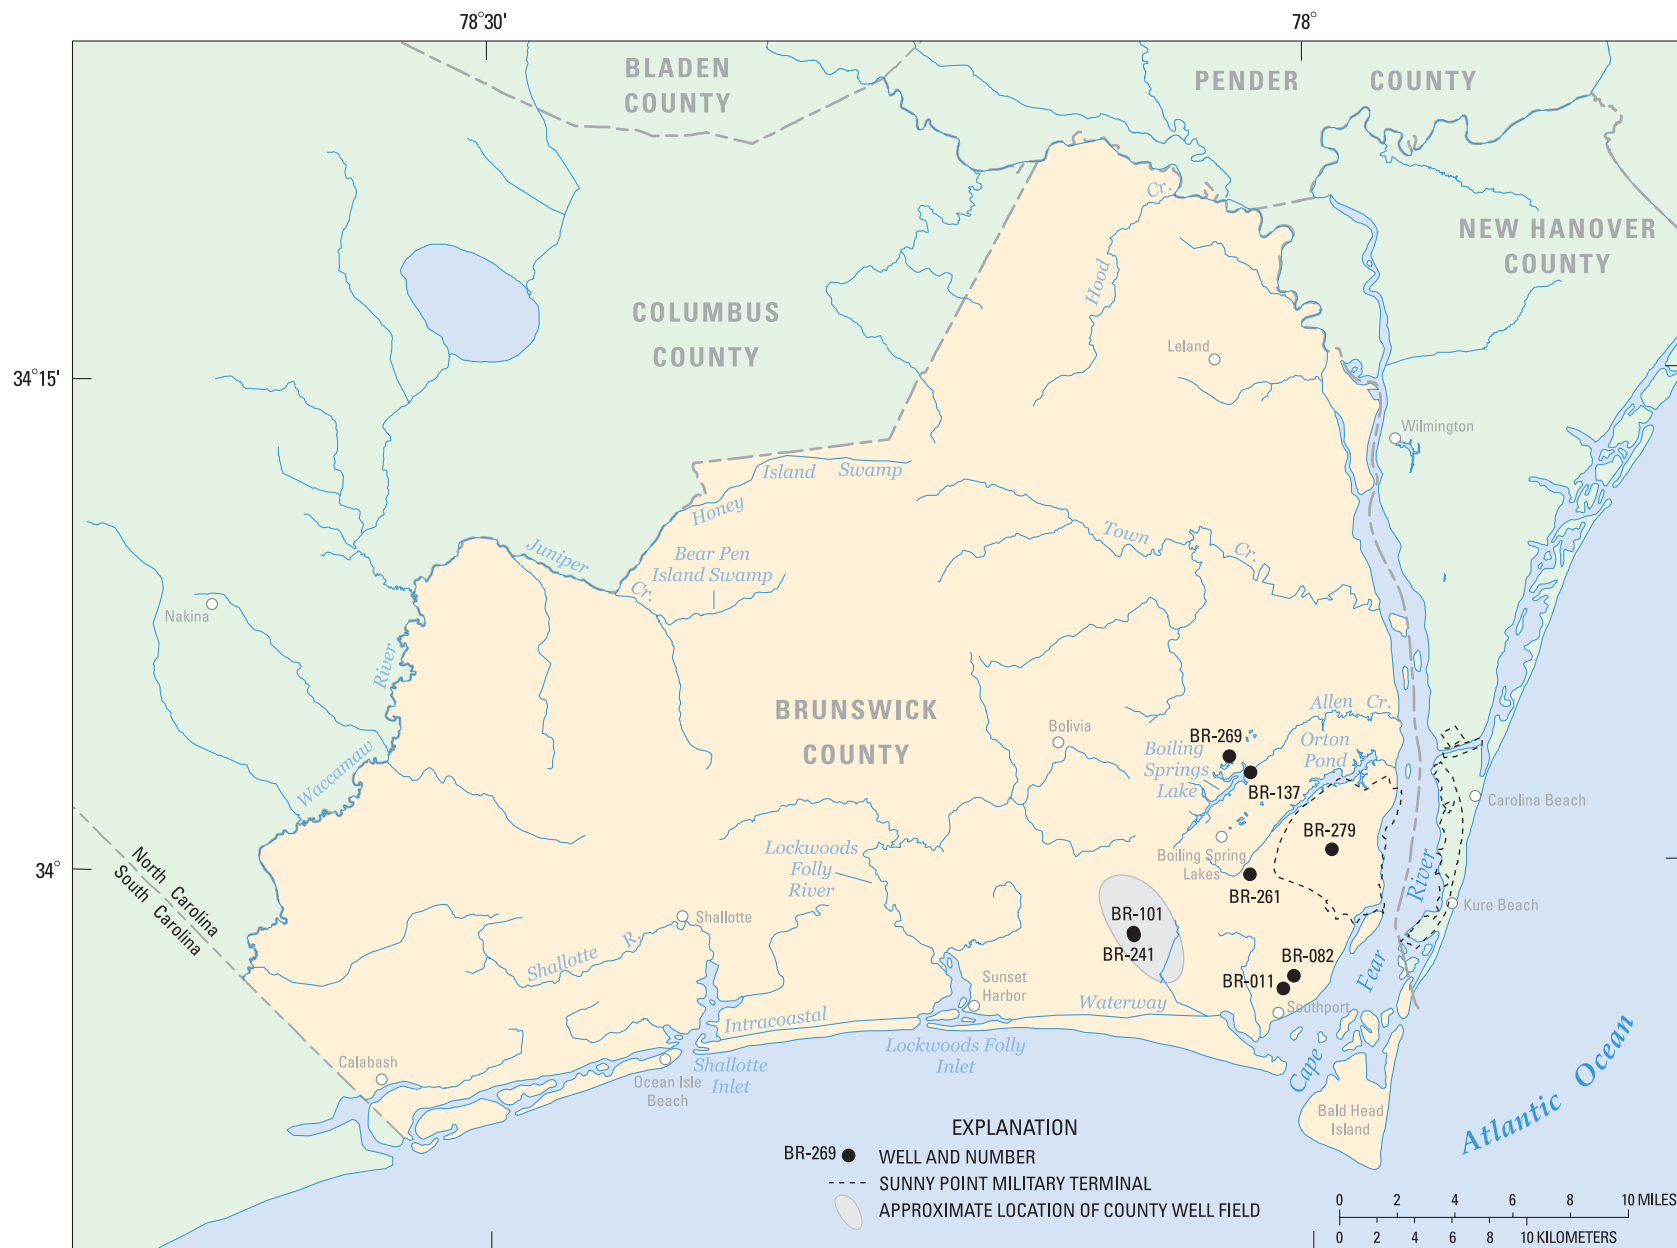 78°30'
78°
BLADEN
COUNTY
PENDER COUNTY
Cr.
NEW HANOVER
COUNTY
Hood
COLUMBUS
COUNTY
Leland
34°15'
Wilmington
Island Swamp
Honey
Town
Cr.
Juniper
Cr.
Bear Pen
Island Swamp
Nakina
River
Waccamaw
BRUNSWICK
COUNTY
Bolivia
Allen Cr.
BR-269
Boiling
Springs
Lake
Orton
Pond
BR-137
Carolina Beach
BR-279
Boiling Spring
Lakes
34°
North Carolina
South Carolina
Lockwoods
Folly
River
BR-261
River
Kure Beach
BR-101
BR-241
Shallotte
Shallotte R.
BR-082
BR-011
Fear
Sunset
Harbor
Southport
Waterway
Intracoastal
Calabash
Ocean Isle
Beach
Shallotte
Inlet
Lockwoods Folly
Inlet
Cape
Bald Head
Island
Atlantic Ocean
EXPLANATION
BR-269 WELL AND NUMBER
SUNNY POINT MILITARY TERMINAL
APPROXIMATE LOCATION OF COUNTY WELL FIELD
0 2 4 6 8 10 MILES
0 2 4 6 8 10 KILOMETERS